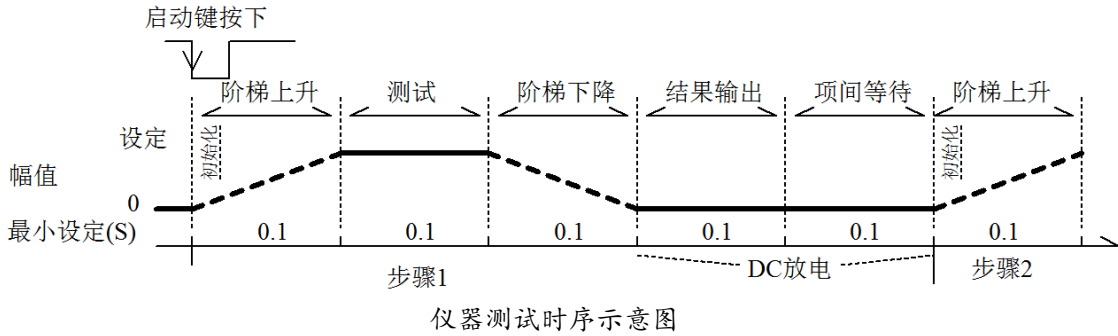 启动键按下
阶梯上升 测试 阶梯下降 结果输出 项间等待 阶梯上升
设定 初始化 初始化
幅值
0
最小设定(S) 0.1 0.1 0.1 0.1 0.1 0.1
步骤1 DC放电 步骤2
仪器测试时序示意图